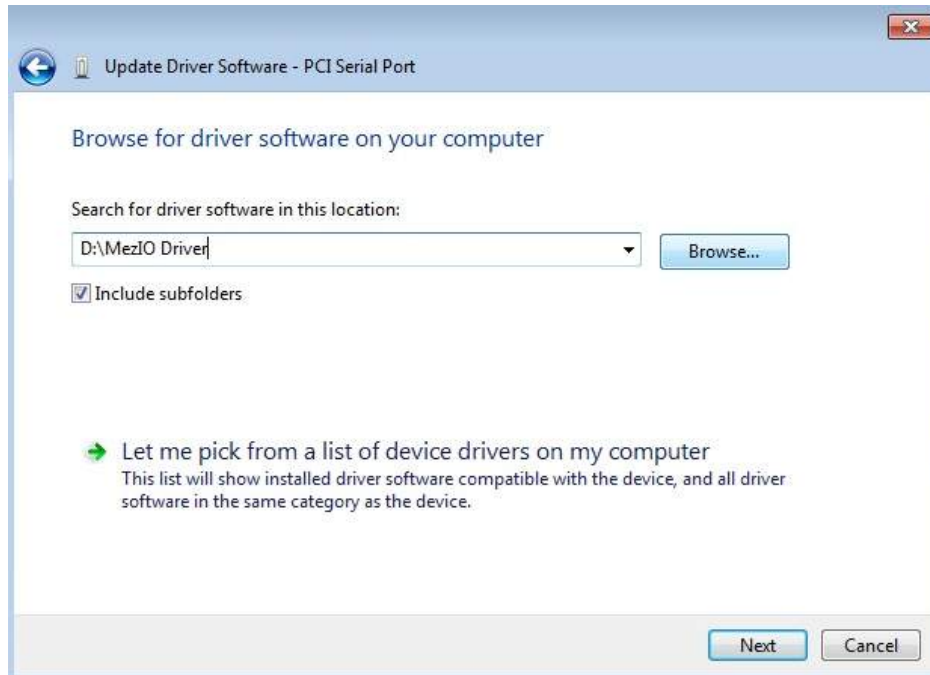 Update Driver Software - PCI Serial Port
Browse for driver software on your computer
Search for driver software in this location:
D:\MezIO Driver
Browse...
Include subfolders
Let me pick from a list of device drivers on my computer
This list will show installed driver software compatible with the device, and all driver
software in the same category as the device.
Next
Cancel